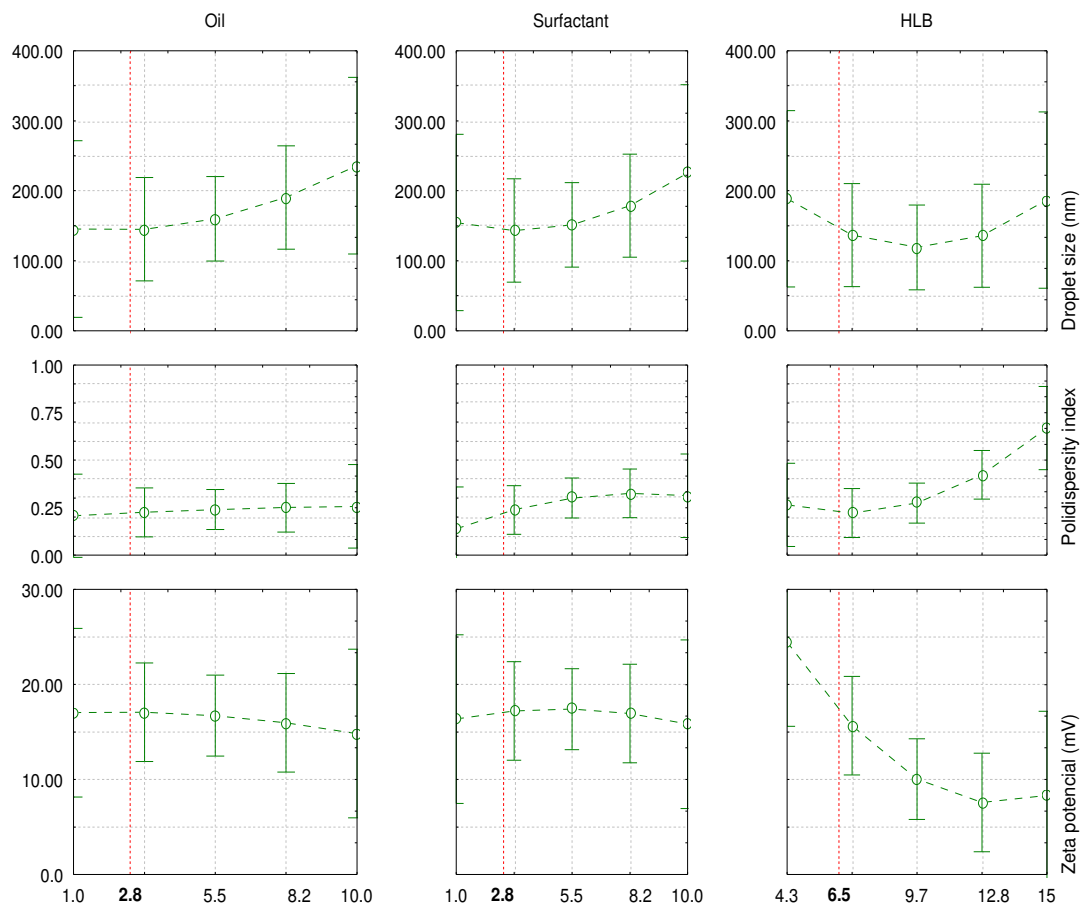 Oil Surfactant HLB
400.00 400.00 400.00
300.00 300.00 300.00
200.00 200.00 200.00
100.00 100.00 100.00
0.00 0.00 0.00
Droplet size (nm)
1.00
0.75
0.50
0.25
0.00
Polidispersity index
30.00
20.00
10.00
0.0
Zeta potencial (mV)
1.0 2.8 5.5 8.2 10.0 1.0 2.8 5.5 8.2 10.0 4.3 6.5 9.7 12.8 15